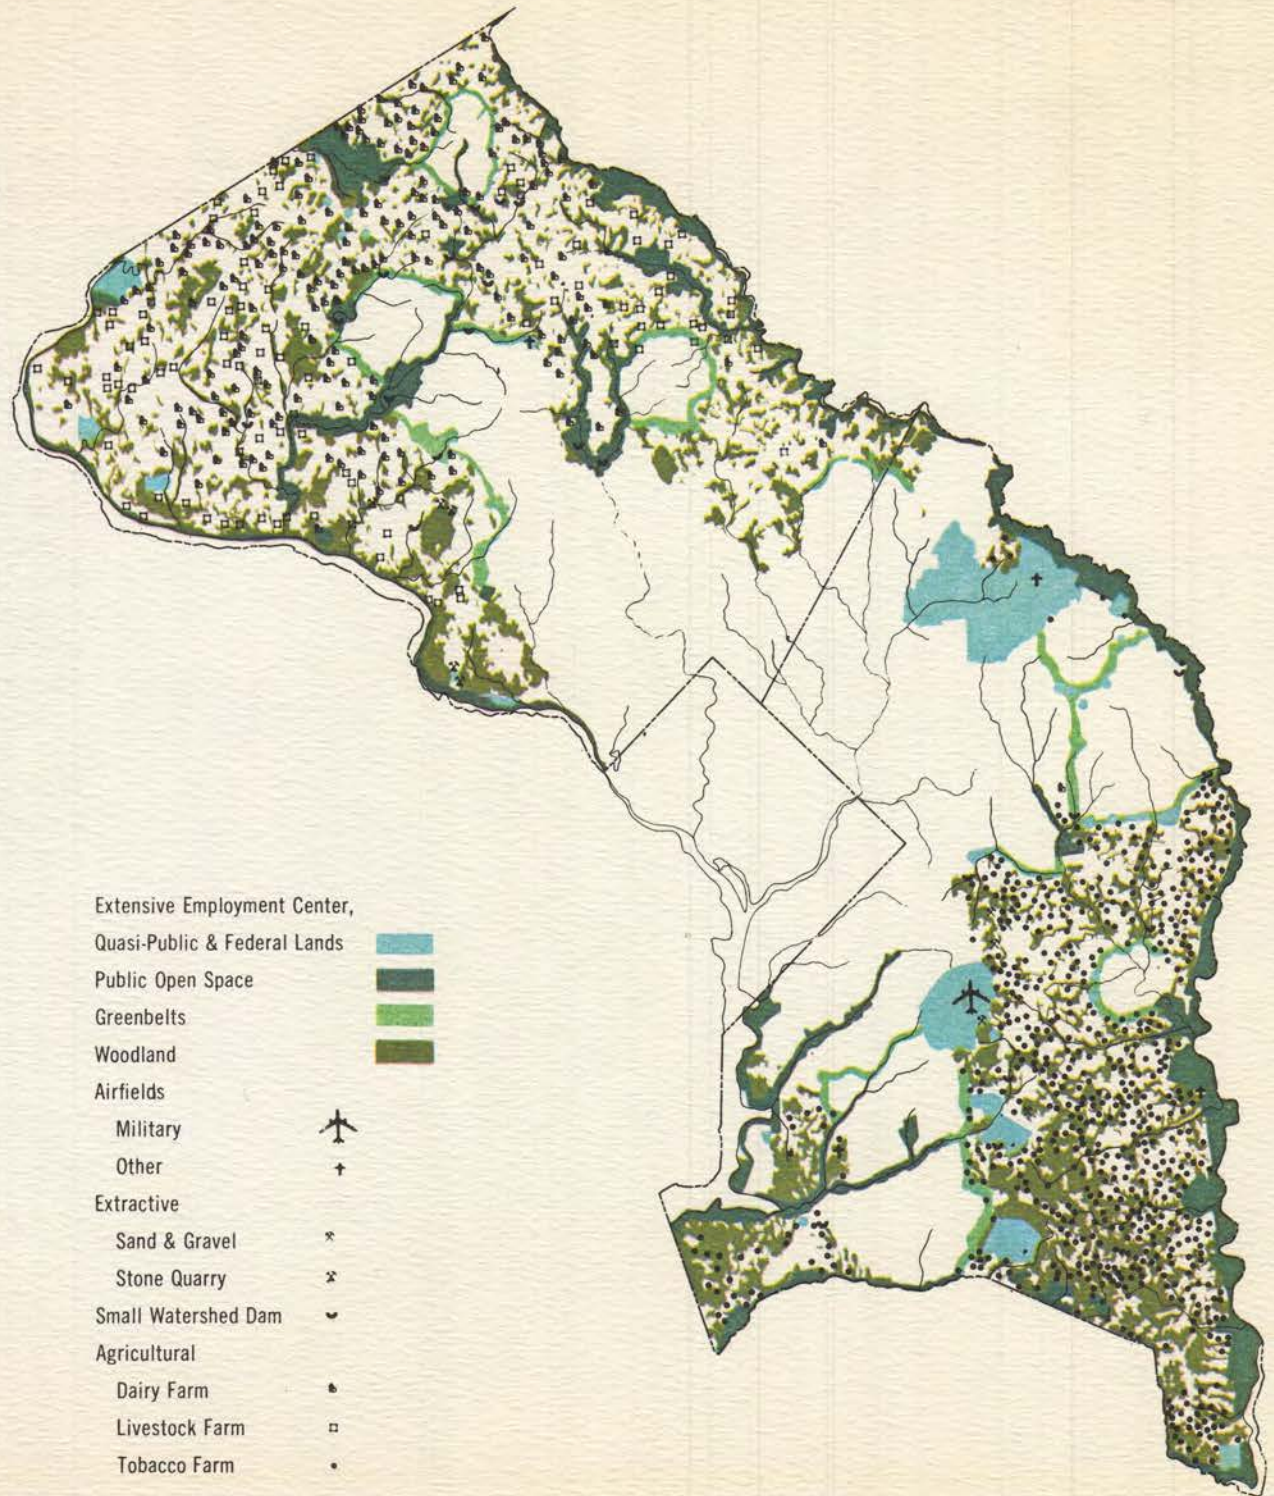 Extensive Employment Center,
Quasi-Public & Federal Lands
Public Open Space
Greenbelts
Woodland
Airfields
Military
Other
Extractive
Sand & Gravel
Stone Quarry
Small Watershed Dam
Agricultural
Dairy Farm
Livestock Farm
Tobacco Farm